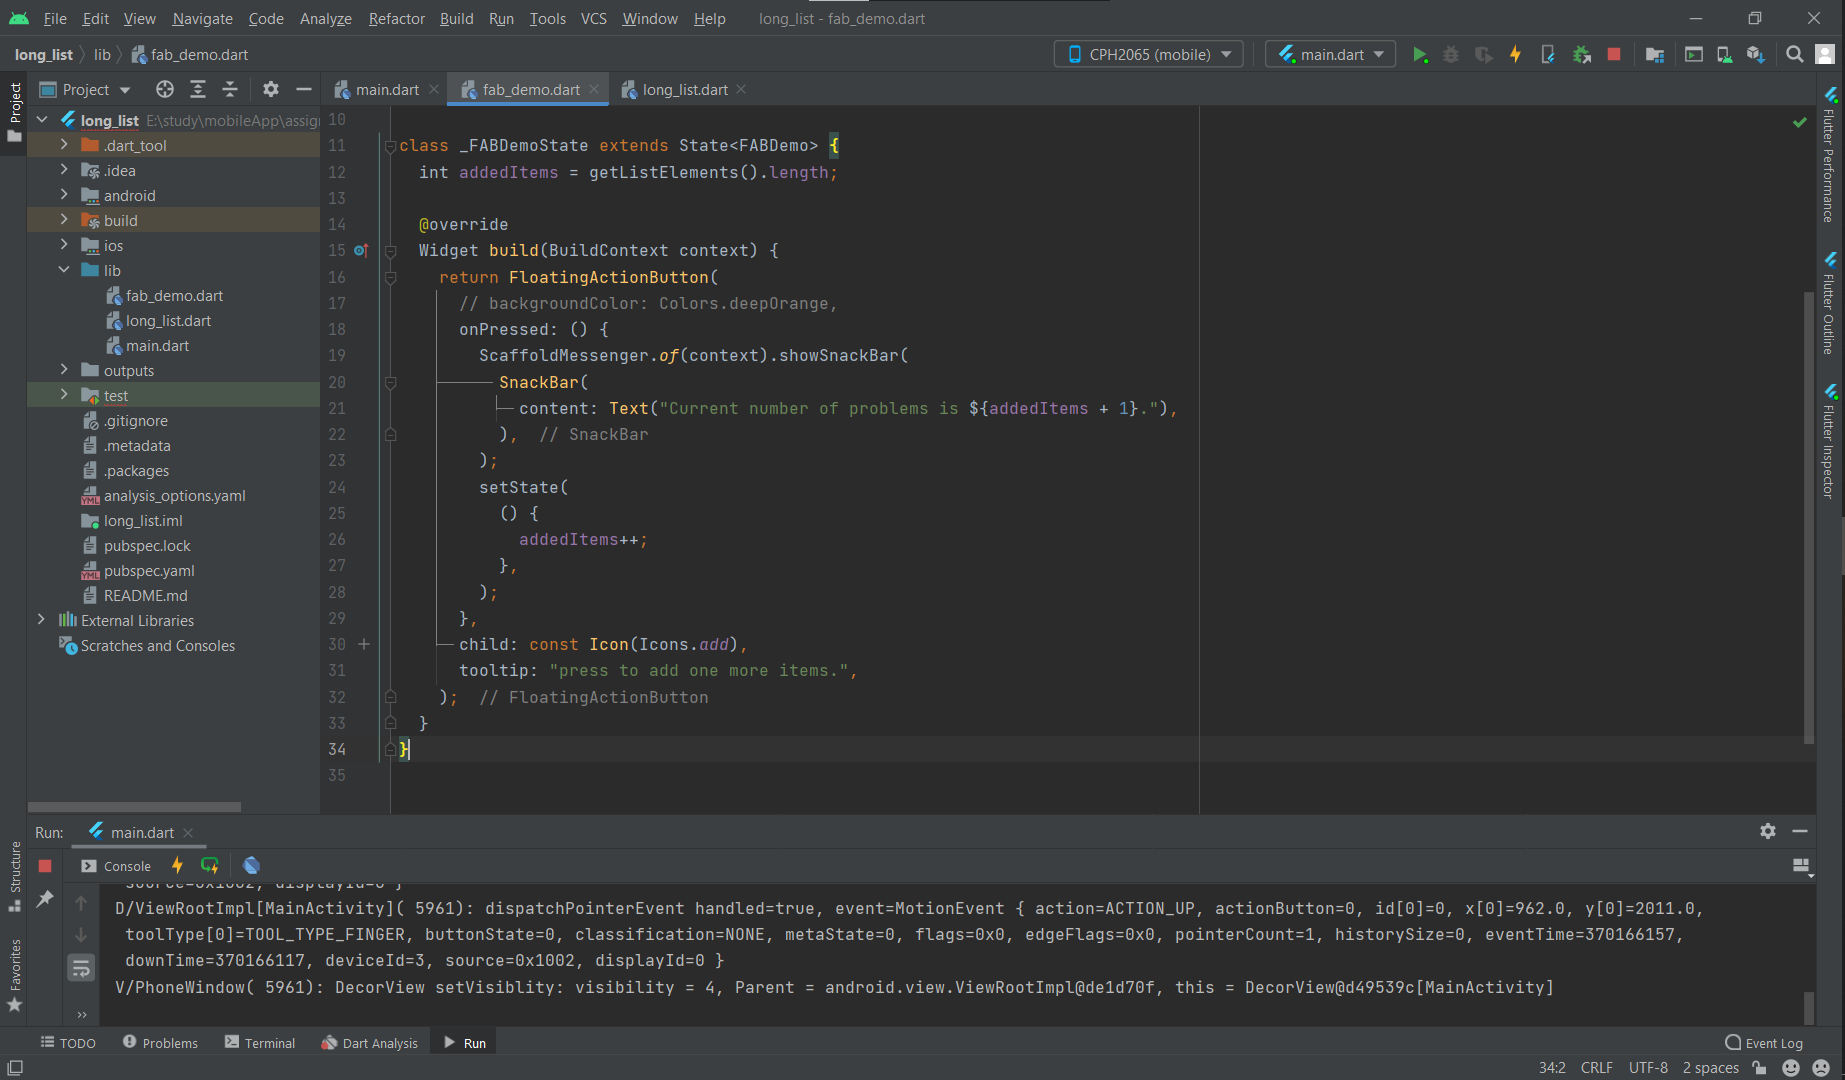 File Edit View Navigate Code Analyze Refactor Build Run Tools VCS Window Help long_list - fab_demo.dart
long_list lib fab_demo.dart CPH2065 (mobile) main.dart
Project
Project
main.dart fab_demo.dart long_list.dart
long_list E:\study\mobileApp\assig
.dart_tool
.idea
android
build
ios
lib
fab_demo.dart
long_list.dart
main.dart
outputs
test
.gitignore
.metadata
.packages
analysis_options.yaml
long_list.iml
pubspec.lock
pubspec.yaml
README.md
External Libraries
Scratches and Consoles
10
11 class _FABDemoState extends State<FABDemo> {
12 int addedItems = getListElements().length;
13
14 @override
15 Widget build(BuildContext context) {
16 return FloatingActionButton(
17 // backgroundColor: Colors.deepOrange,
18 onPressed: () {
19 ScaffoldMessenger.of(context).showSnackBar(
20 SnackBar(
21 content: Text("Current number of problems is ${addedItems + 1}."),
22 ), // SnackBar
23 );
24 setState(
25 () {
26 addedItems++;
27 },
28 );
29 },
30 child: const Icon(Icons.add),
31 tooltip: "press to add one more items.",
32 ); // FloatingActionButton
33 }
34 }
35
Flutter Performance
Flutter Outline
Flutter Inspector
Run: main.dart
Console
Structure
Favorites
source=0x1002, displayId=0 }
D/ViewRootImpl[MainActivity]( 5961): dispatchPointerEvent handled=true, event=MotionEvent { action=ACTION_UP, actionButton=0, id[0]=0, x[0]=962.0, y[0]=2011.0,
toolType[0]=TOOL_TYPE_FINGER, buttonState=0, classification=NONE, metaState=0, flags=0x0, edgeFlags=0x0, pointerCount=1, historySize=0, eventTime=370166157,
downTime=370166117, deviceId=3, source=0x1002, displayId=0 }
V/PhoneWindow( 5961): DecorView setVisiblity: visibility = 4, Parent = android.view.ViewRootImpl@de1d70f, this = DecorView@d49539c[MainActivity]
TODO Problems Terminal Dart Analysis Run Event Log
34:2 CRLF UTF-8 2 spaces